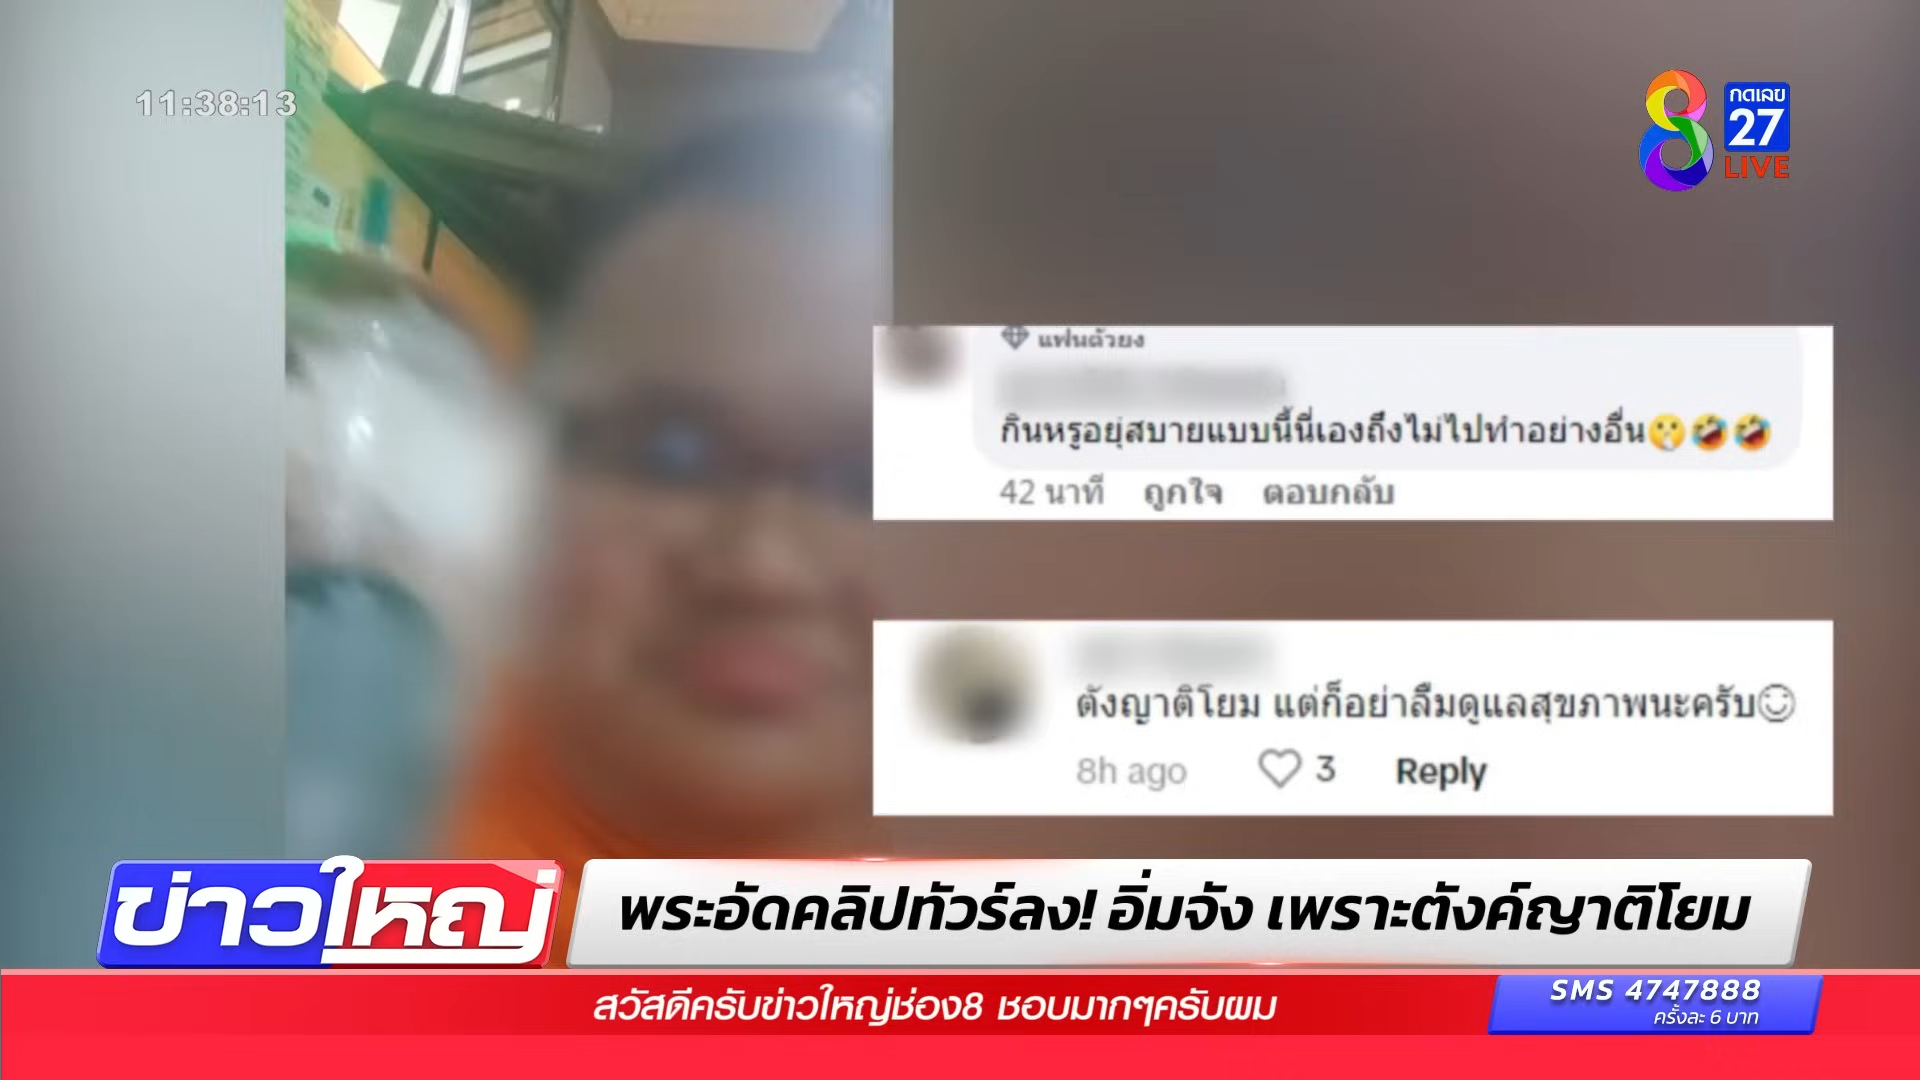 11:38:13
กดเลข
27
LIVE
แฟนตัวยง
กินหรูอยุ่สบายแบบนี้นี่เองถึงไม่ไปทำอย่างอื่น🤫🤣🤣
42 นาที ถูกใจ ตอบกลับ
ตังญาติโยม แต่ก็อย่าลืมดูแลสุขภาพนะครับ☺
8h ago 3 Reply
ข่าวใหญ่
พระอัดคลิปทัวร์ลง! อิ่มจัง เพราะตังค์ญาติโยม
สวัสดีครับข่าวใหญ่ช่อง8 ชอบมากๆครับผม
SMS 4747888
ครั้งละ 6 บาท